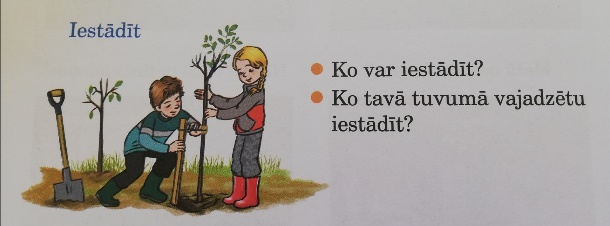 Iestādīt
Ko var iestādīt?
Ko tavā tuvumā vajadzētu
iestādīt?